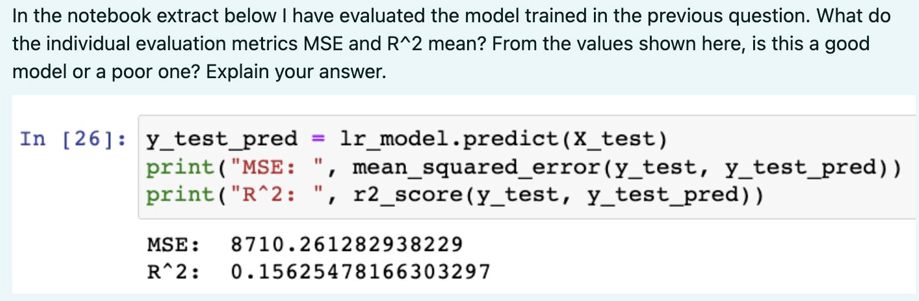 In the notebook extract below I have evaluated the model trained in the previous question. What do
the individual evaluation metrics MSE and R^2 mean? From the values shown here, is this a good
model or a poor one? Explain your answer.
In [26]: y_test_pred = lr_model.predict(X_test)
print("MSE: ", mean_squared_error(y_test, y_test_pred))
print("R^2: ", r2_score(y_test, y_test_pred))
MSE:  8710.261282938229
R^2:  0.15625478166303297